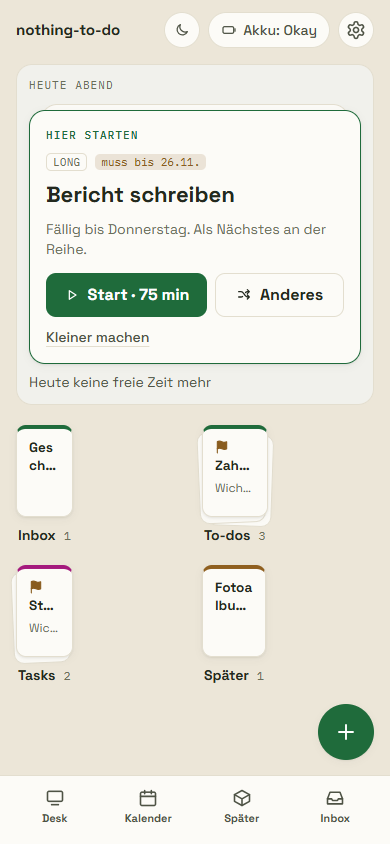 nothing-to-do
Akku: Okay
HEUTE ABEND
HIER STARTEN
LONG
muss bis 26.11.
Bericht schreiben
Fällig bis Donnerstag. Als Nächstes an der
Reihe.
Start · 75 min
Anderes
Kleiner machen
Heute keine freie Zeit mehr
Ges
ch…
Inbox 1
Zah…
Wich…
To-dos 3
St…
Wic…
Tasks 2
Fotoa
lbu…
Später 1
Desk
Kalender
Später
Inbox